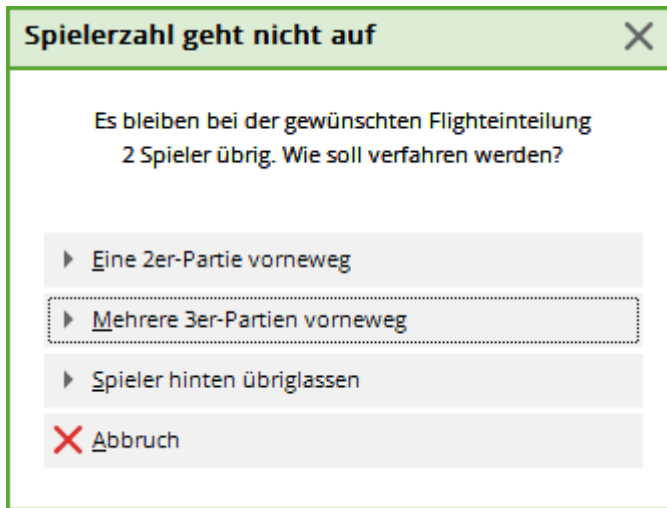 Spielerzahl geht nicht auf
Es bleiben bei der gewünschten Flighteinteilung
2 Spieler übrig. Wie soll verfahren werden?
Eine 2er-Partie vorneweg
Mehrere 3er-Partien vorneweg
Spieler hinten übriglassen
Abbruch